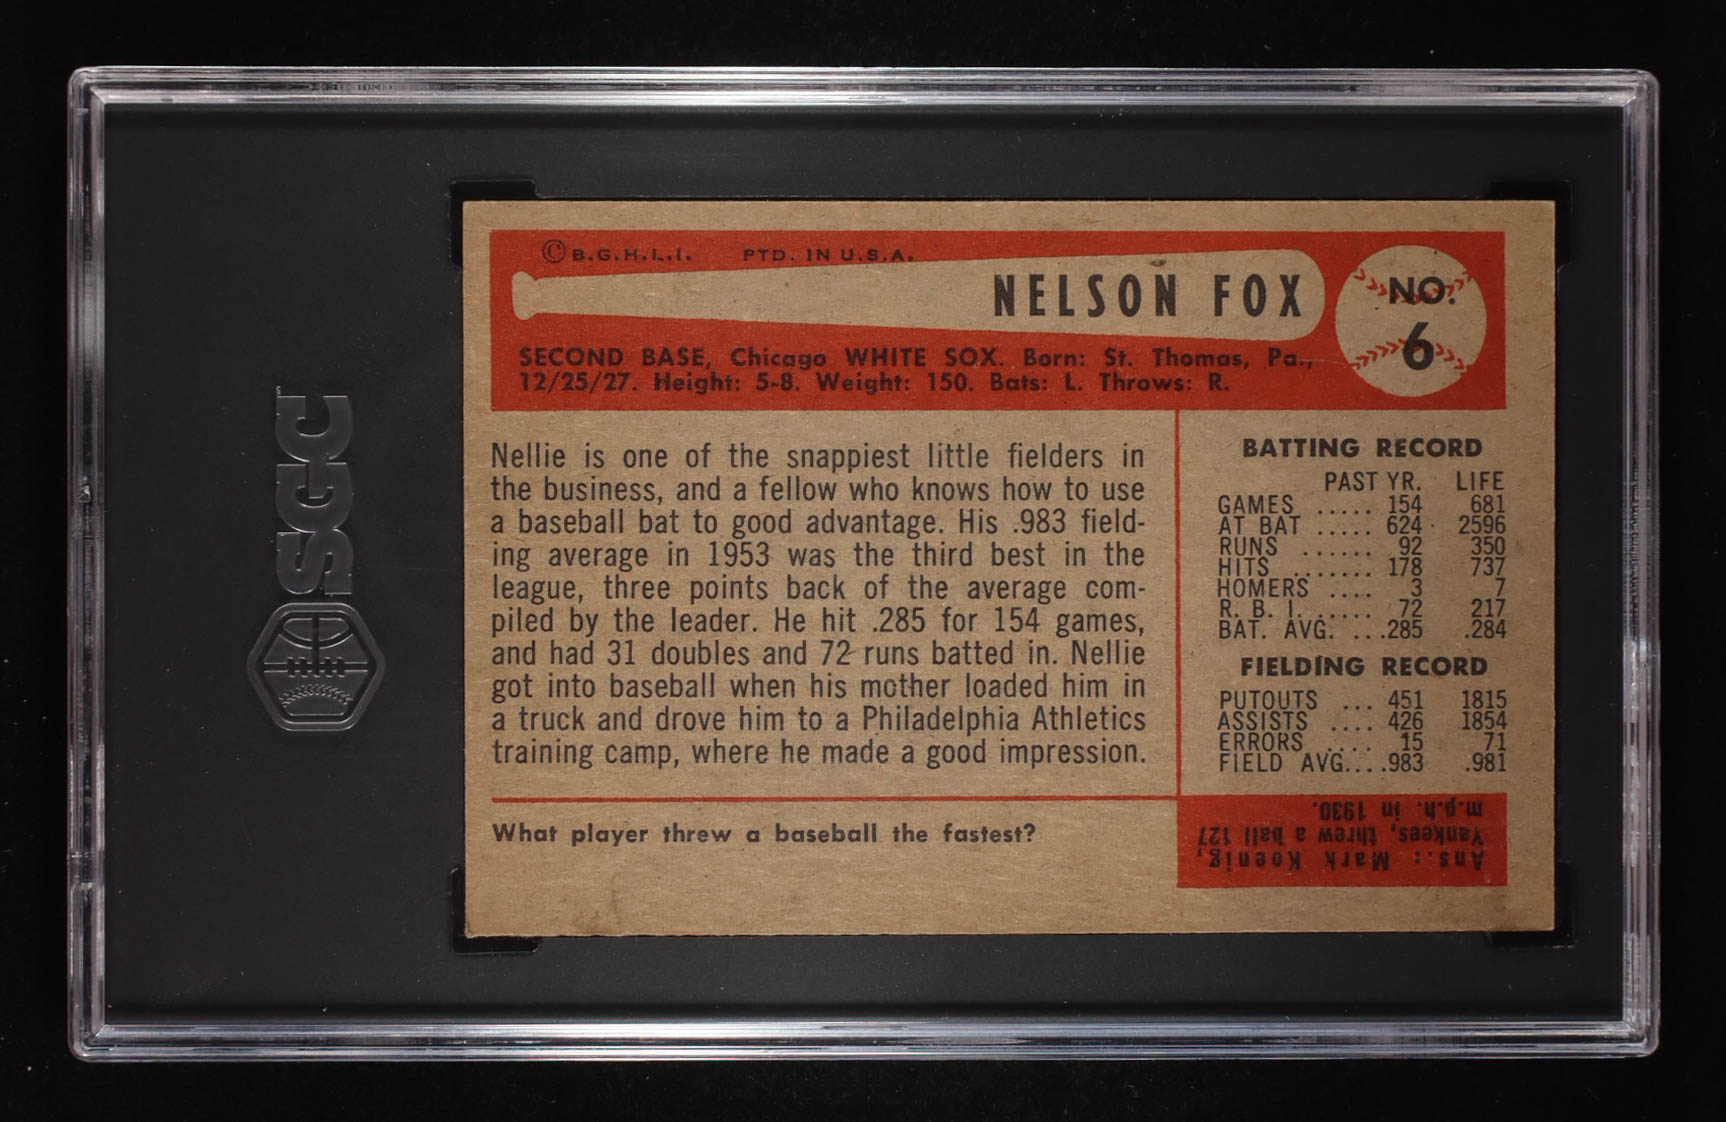 SGC
©B.G.H.L.I. PTD. IN U.S.A.
NELSON FOX
NO.
6
SECOND BASE, Chicago WHITE SOX. Born: St. Thomas, Pa.,
12/25/27. Height: 5-8. Weight: 150. Bats: L. Throws: R.
Nellie is one of the snappiest little fielders in
the business, and a fellow who knows how to use
a baseball bat to good advantage. His .983 field-
ing average in 1953 was the third best in the
league, three points back of the average com-
piled by the leader. He hit .285 for 154 games,
and had 31 doubles and 72 runs batted in. Nellie
got into baseball when his mother loaded him in
a truck and drove him to a Philadelphia Athletics
training camp, where he made a good impression.
BATTING RECORD
PAST YR. LIFE
GAMES ..... 154 681
AT BAT ..... 624 2596
RUNS ...... 92 350
HITS ....... 178 737
HOMERS .... 3 7
R. B. I. ...... 72 217
BAT. AVG. ...285 .284
FIELDING RECORD
PUTOUTS ... 451 1815
ASSISTS .... 426 1854
ERRORS .... 15 71
FIELD AVG....983 .981
What player threw a baseball the fastest?
Ans.: Mark Koenig,
Yankees, threw a ball 127
m.p.h. in 1930.